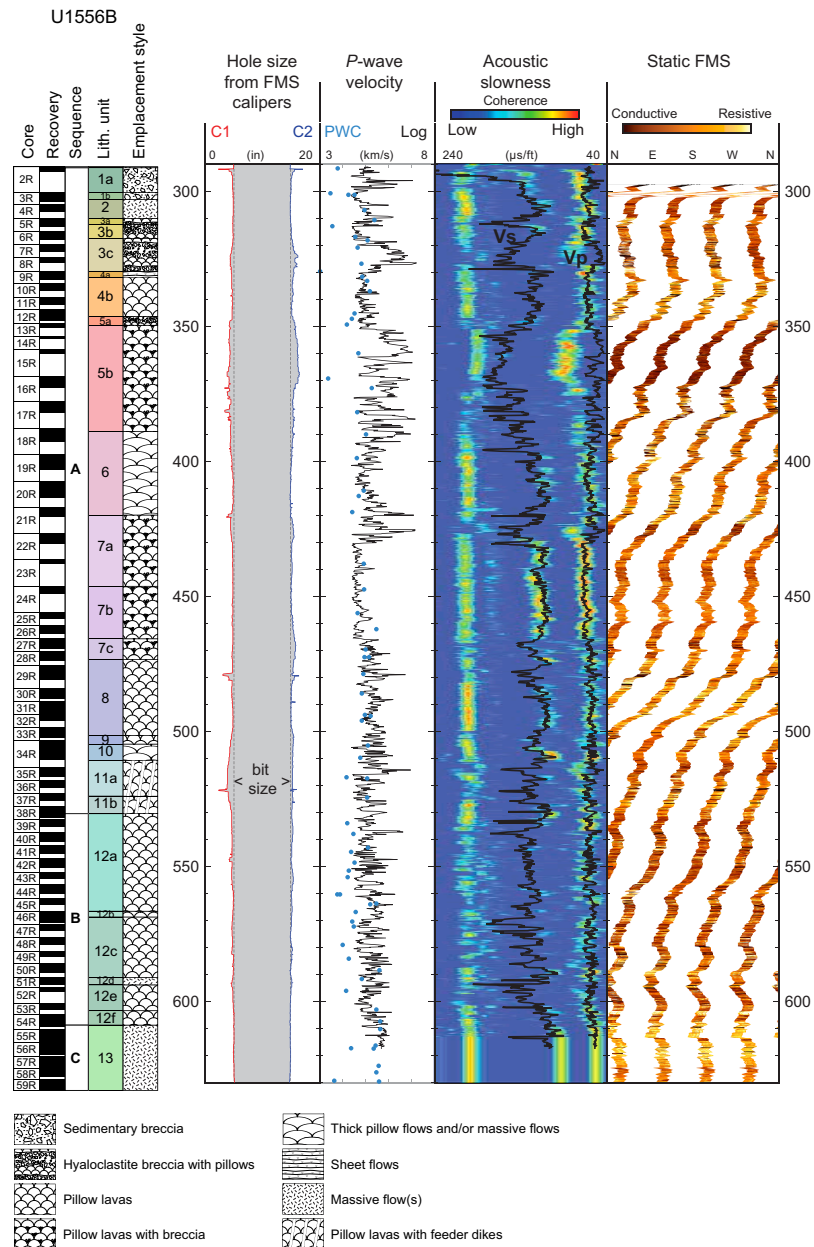 U1556B
Core
Recovery
Sequence
Lith. unit
Emplacement style
Hole size
from FMS
calipers
P-wave
velocity
Acoustic
slowness
Static FMS
Coherence
Low
High
Conductive
Resistive
C1
C2
PWC
Log
0 (in) 20
3 (km/s) 8
240 (µs/ft) 40
N E S W N
2R
3R
4R
5R
6R
7R
8R
9R
10R
11R
12R
13R
14R
15R
16R
17R
18R
19R
20R
21R
22R
23R
24R
25R
26R
27R
28R
29R
30R
31R
32R
33R
34R
35R
36R
37R
38R
39R
40R
41R
42R
43R
44R
45R
46R
47R
48R
49R
50R
51R
52R
53R
54R
55R
56R
57R
58R
59R
A
B
C
1a
1b
2
3a
3b
3c
4a
4b
5a
5b
6
7a
7b
7c
8
9
10
11a
11b
12a
12b
12c
12d
12e
12f
13
300
350
400
450
500
550
600
< bit >
size
Vs
Vp
300
350
400
450
500
550
600
Sedimentary breccia
Hyaloclastite breccia with pillows
Pillow lavas
Pillow lavas with breccia
Thick pillow flows and/or massive flows
Sheet flows
Massive flow(s)
Pillow lavas with feeder dikes